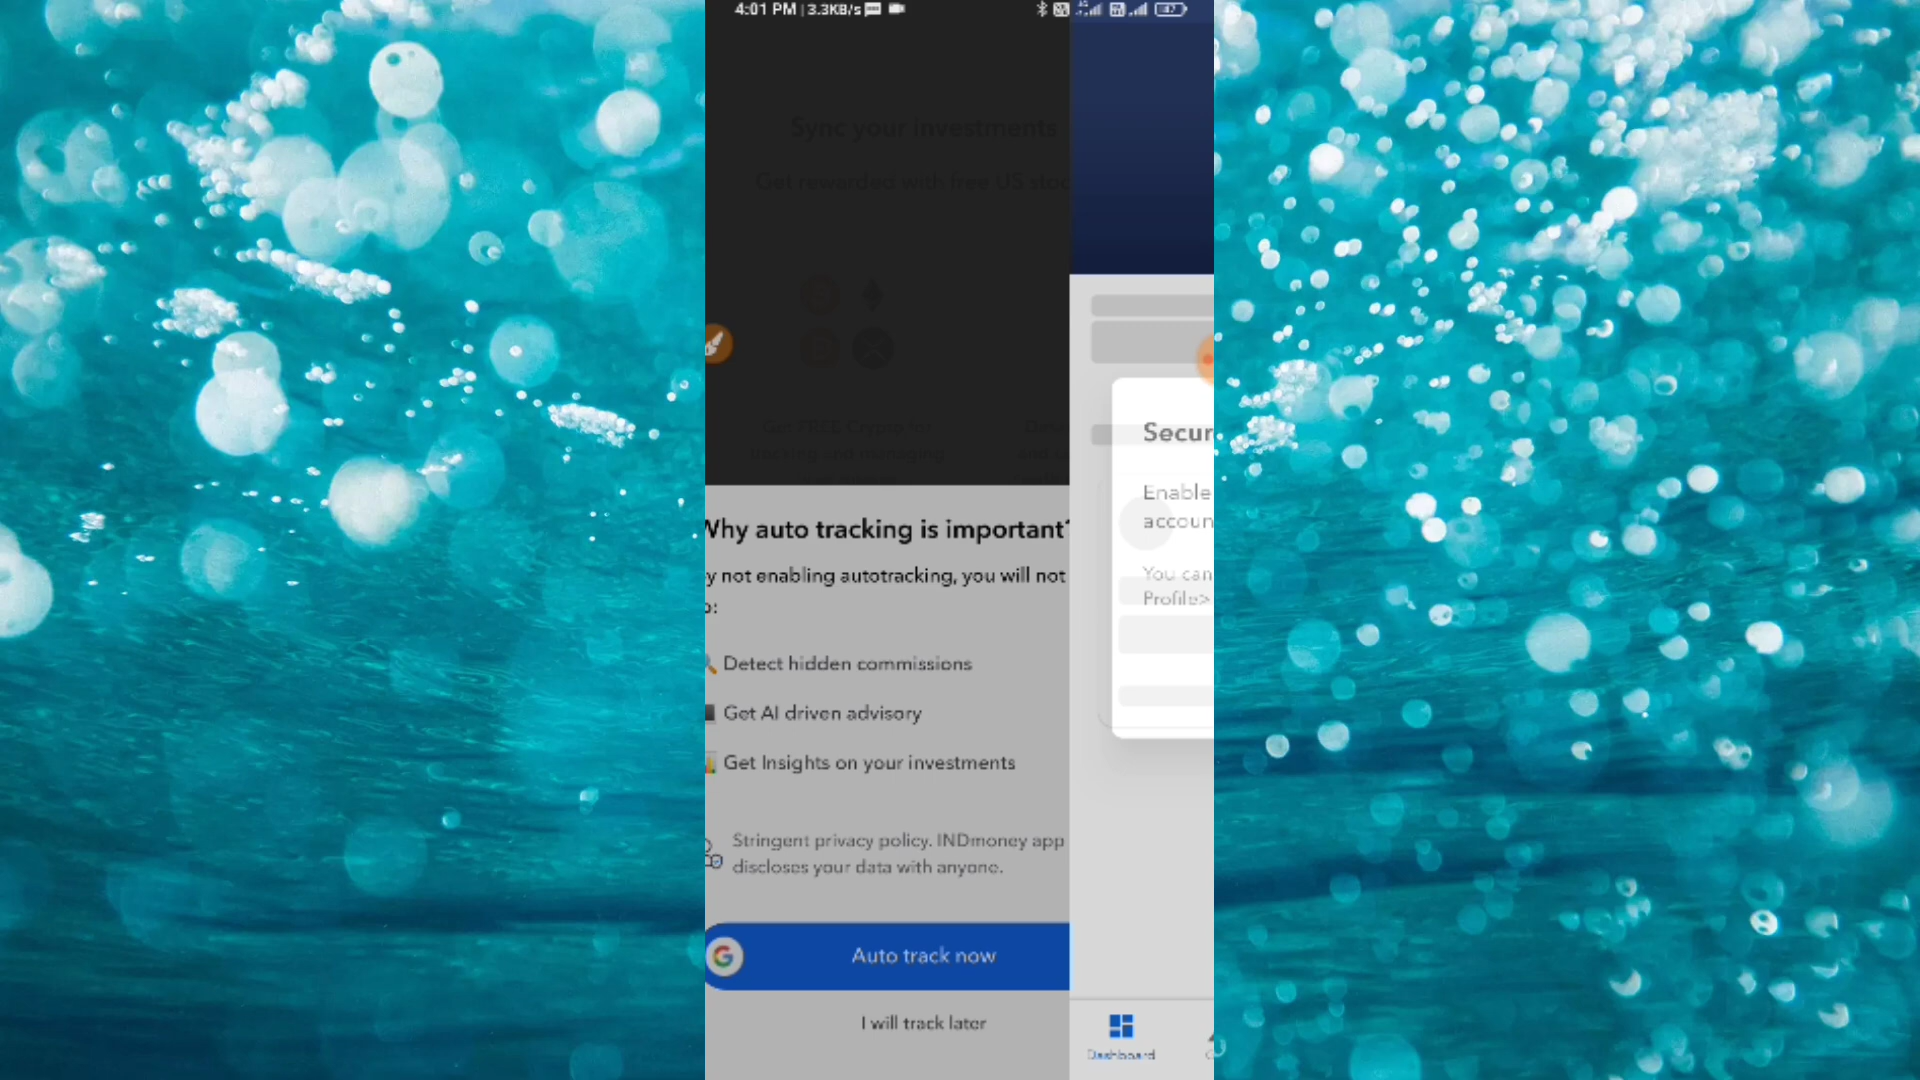 4:01 PM | 3.3KB/s
47
Sync your investments
Get rewarded with free US
Get FREE Crypto for
tracking and managing
Why auto tracking is important?
y not enabling autotracking, you will not
o:
Detect hidden commissions
Get AI driven advisory
Get Insights on your investments
Stringent privacy policy. INDmoney app
discloses your data with anyone.
Auto track now
I will track later
Secur
Enable
accoun
You can
Profile>
Dashboard